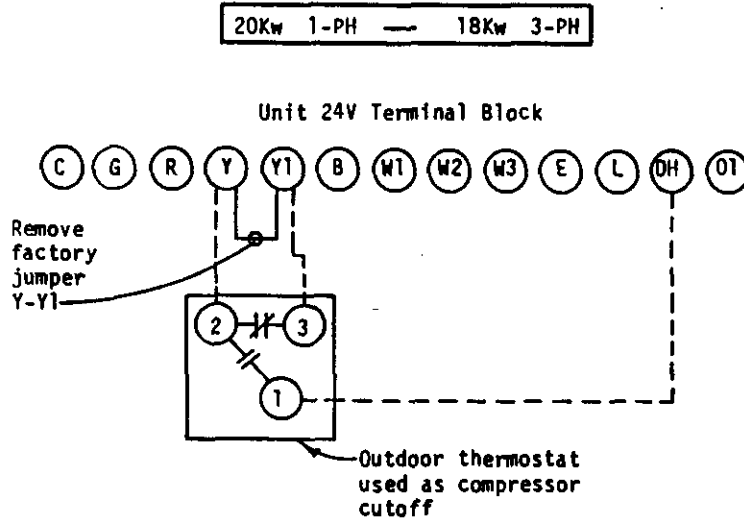 20Kw 1-PH — 18Kw 3-PH
Unit 24V Terminal Block
C G R Y Y1 B W1 W2 W3 E L DH O1
Remove
factory
jumper
Y-Y1
2 3
1
Outdoor thermostat
used as compressor
cutoff